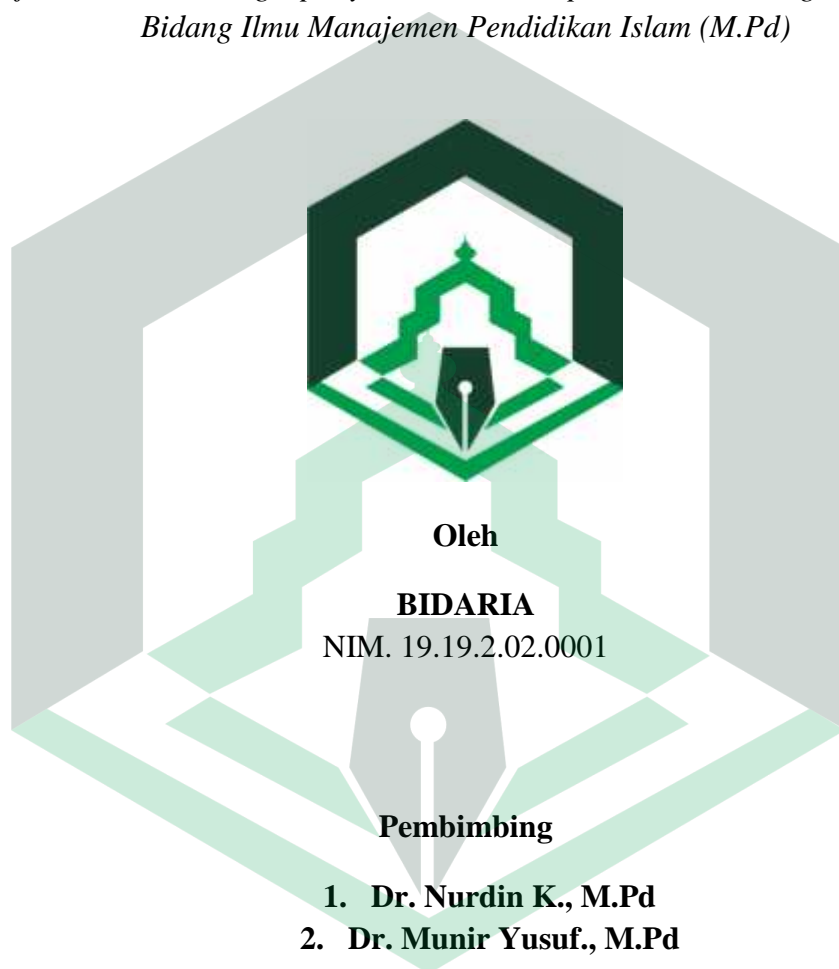 Bidang Ilmu Manajemen Pendidikan Islam (M.Pd)
Oleh
BIDARIA
NIM. 19.19.2.02.0001
Pembimbing
1. Dr. Nurdin K., M.Pd
2. Dr. Munir Yusuf., M.Pd